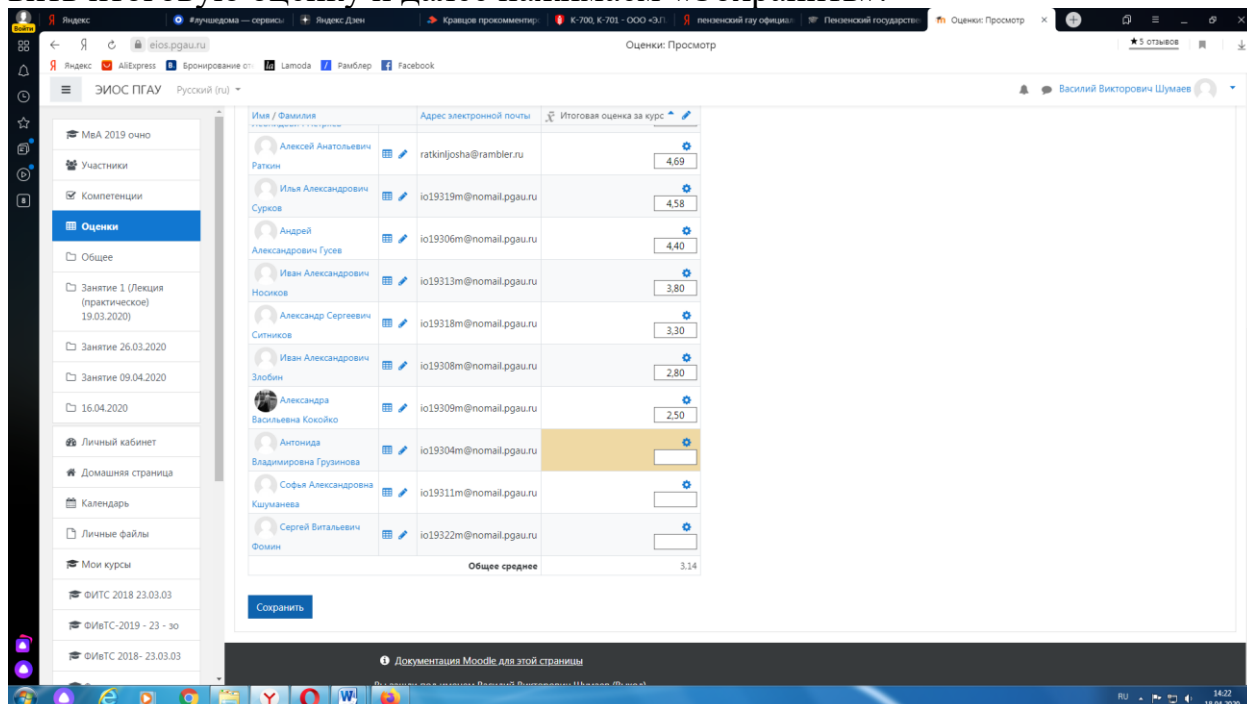 вить итоговую оценку и далее нажимаем «Сохранить».
Яндекс
#лучшедома — сервисы
Яндекс.Дзен
Кравцов прокомментир
К-700, К-701 - ООО «Э.П.
пензенский гау официал
Пензенский государстве
Оценки: Просмотр
Войти
eios.pgau.ru
Оценки: Просмотр
★ 5 отзывов
Яндекс
AliExpress
Бронирование от
Lamoda
Рамблер
Facebook
ЭИОС ПГАУ Русский (ru)
Василий Викторович Шумаев
МвА 2019 очно
Участники
Компетенции
Оценки
Общее
Занятие 1 (Лекция
(практическое)
19.03.2020)
Занятие 26.03.2020
Занятие 09.04.2020
16.04.2020
Личный кабинет
Домашняя страница
Календарь
Личные файлы
Мои курсы
ФИТС 2018 23.03.03
ФИвТС-2019 - 23 - зо
ФИвТС 2018- 23.03.03
Имя / Фамилия Адрес электронной почты Итоговая оценка за курс
Алексей Анатольевич
Раткин
ratkinljosha@rambler.ru 4,69
Илья Александрович
Сурков
io19319m@nomail.pgau.ru 4,58
Андрей
Александрович Гусев
io19306m@nomail.pgau.ru 4,40
Иван Александрович
Носиков
io19313m@nomail.pgau.ru 3,80
Александр Сергеевич
Ситников
io19318m@nomail.pgau.ru 3,30
Иван Александрович
Злобин
io19308m@nomail.pgau.ru 2,80
Александра
Васильевна Кокойко
io19309m@nomail.pgau.ru 2,50
Антонида
Владимировна Грузинова
io19304m@nomail.pgau.ru
Софья Александровна
Кшуманева
io19311m@nomail.pgau.ru
Сергей Витальевич
Фомин
io19322m@nomail.pgau.ru
Общее среднее 3,14
Сохранить
Документация Moodle для этой страницы
RU
14:22